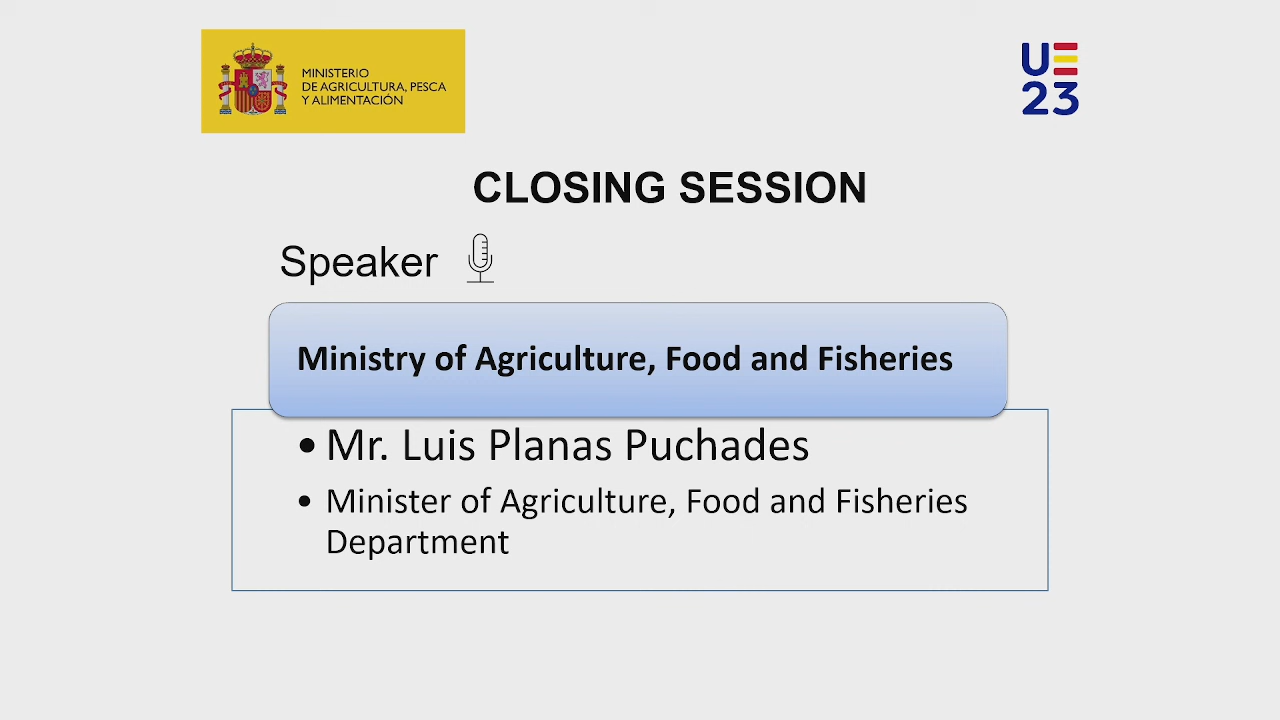 MINISTERIO
DE AGRICULTURA, PESCA
Y ALIMENTACIÓN
UE
23
CLOSING SESSION
Speaker
Ministry of Agriculture, Food and Fisheries
• Mr. Luis Planas Puchades
• Minister of Agriculture, Food and Fisheries
Department